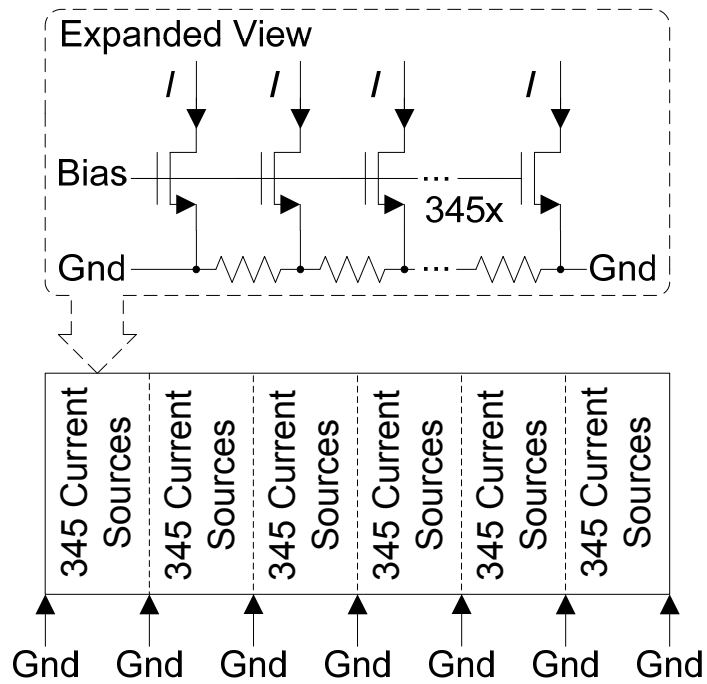 Expanded View
I I I I
Bias
...
345x
Gnd ... Gnd
345 Current Sources
345 Current Sources
345 Current Sources
345 Current Sources
345 Current Sources
345 Current Sources
Gnd Gnd Gnd Gnd Gnd Gnd Gnd